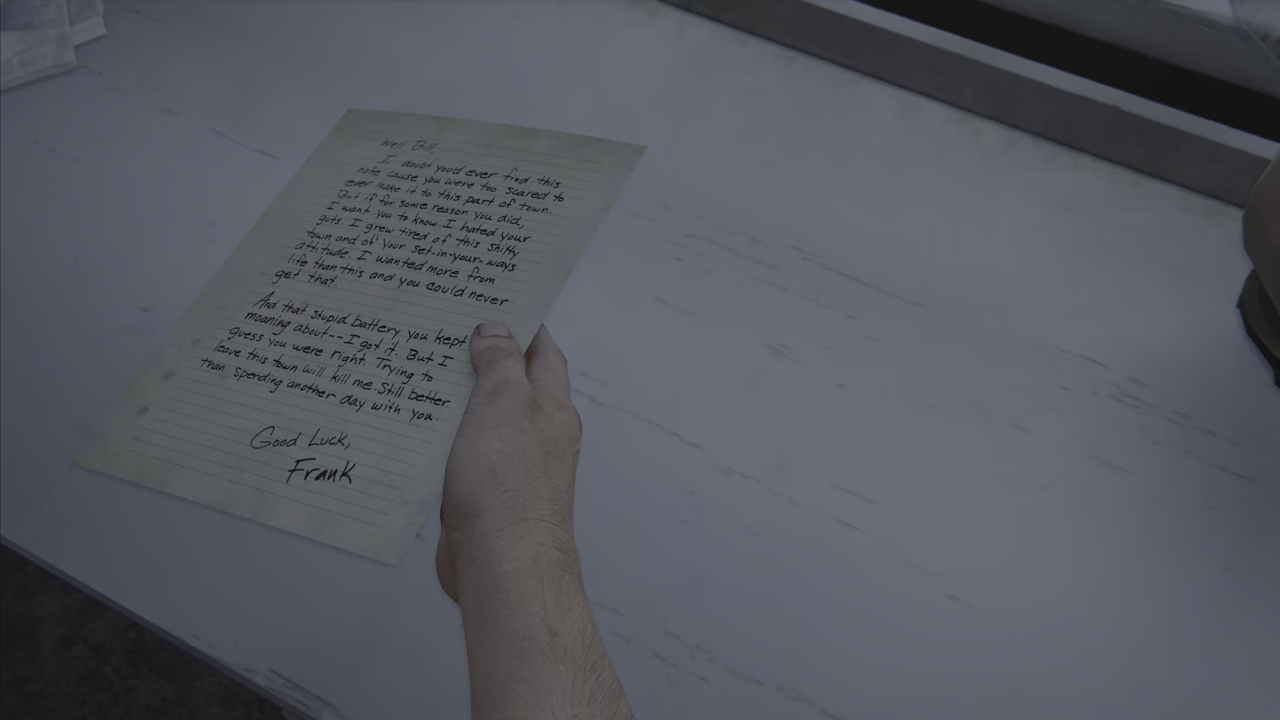 Well, Bill,
I doubt you'd ever find this
note cause you were too scared to
ever make it to this part of town.
But if for some reason you did,
I want you to know I hated your
guts. I grew tired of this shitty
town and of your set-in-your-ways
attitude. I wanted more from
life than this and you could never
get that.
And that stupid battery you kept
moaning about--I got it. But I
guess you were right. Trying to
leave this town will kill me. Still better
than spending another day with you.
Good Luck,
Frank